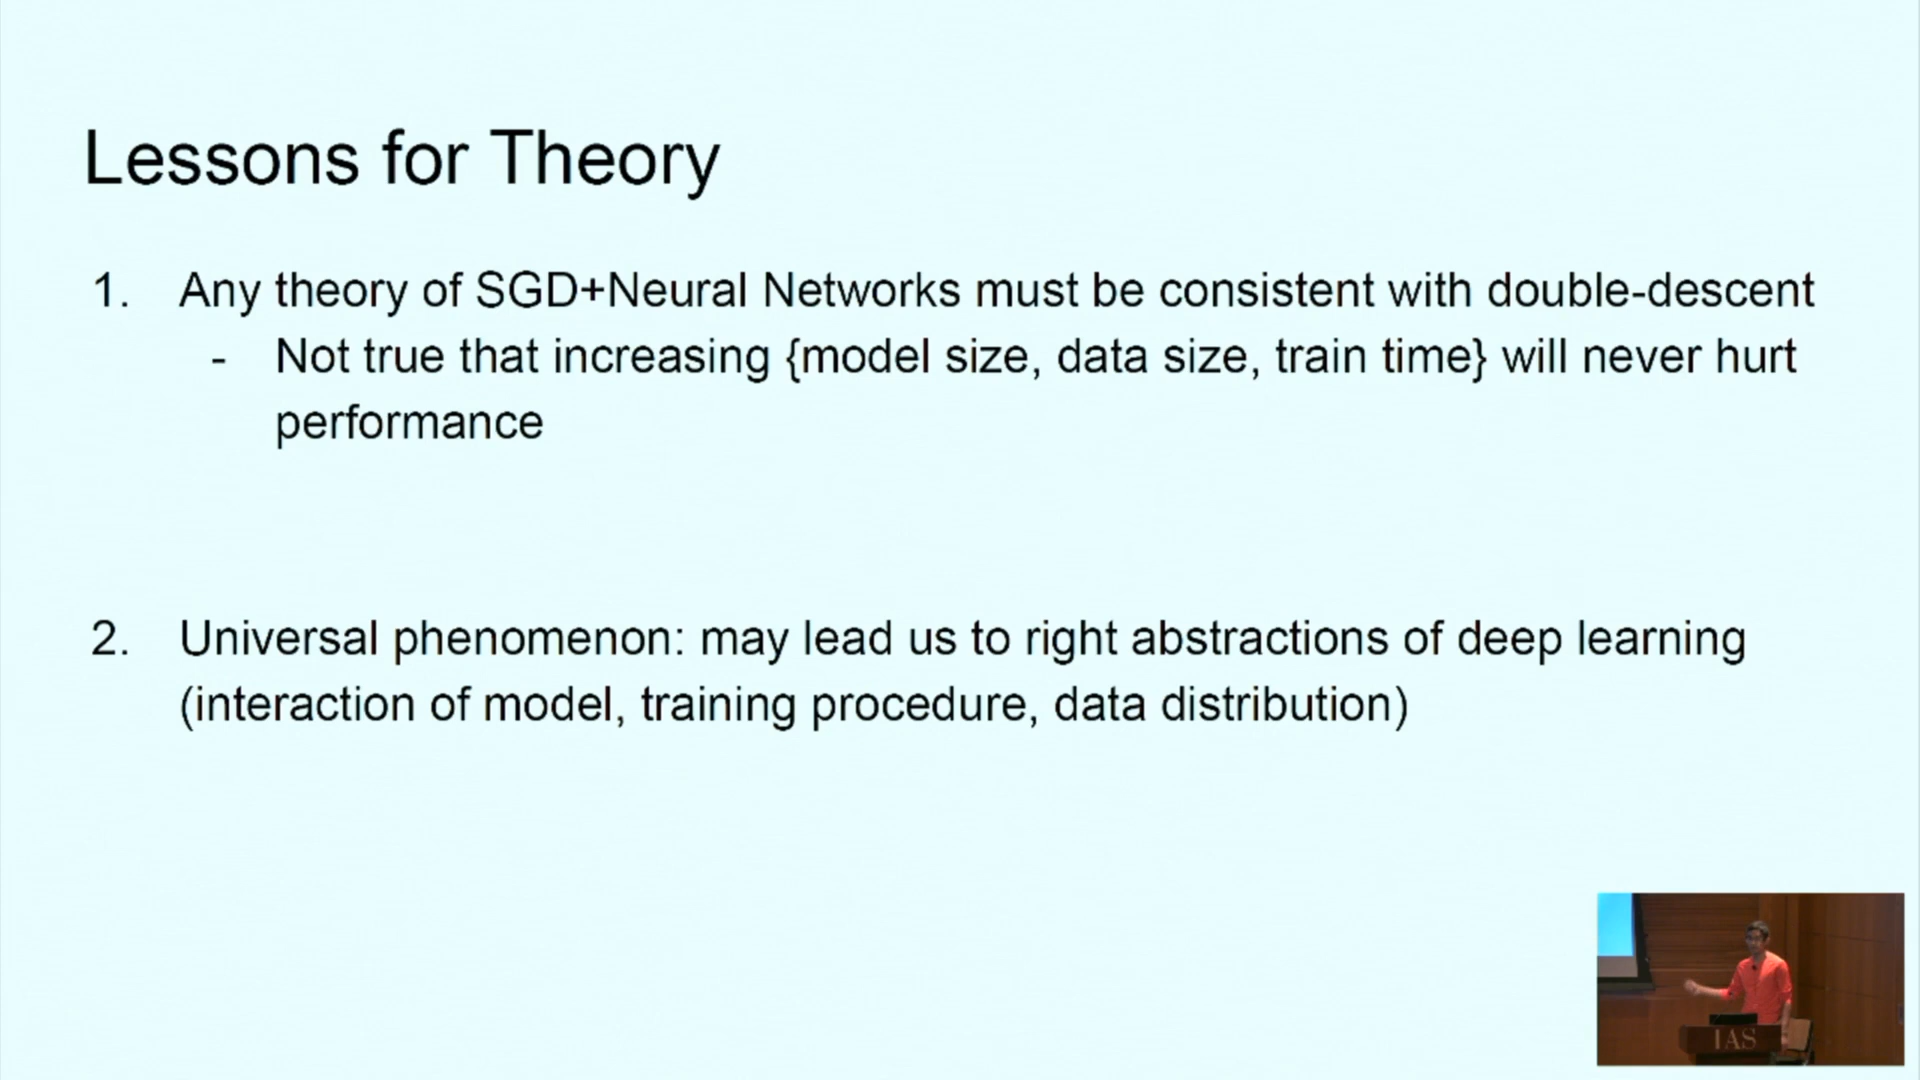 Lessons for Theory
1. Any theory of SGD+Neural Networks must be consistent with double-descent
- Not true that increasing {model size, data size, train time} will never hurt
performance
2. Universal phenomenon: may lead us to right abstractions of deep learning
(interaction of model, training procedure, data distribution)
IAS